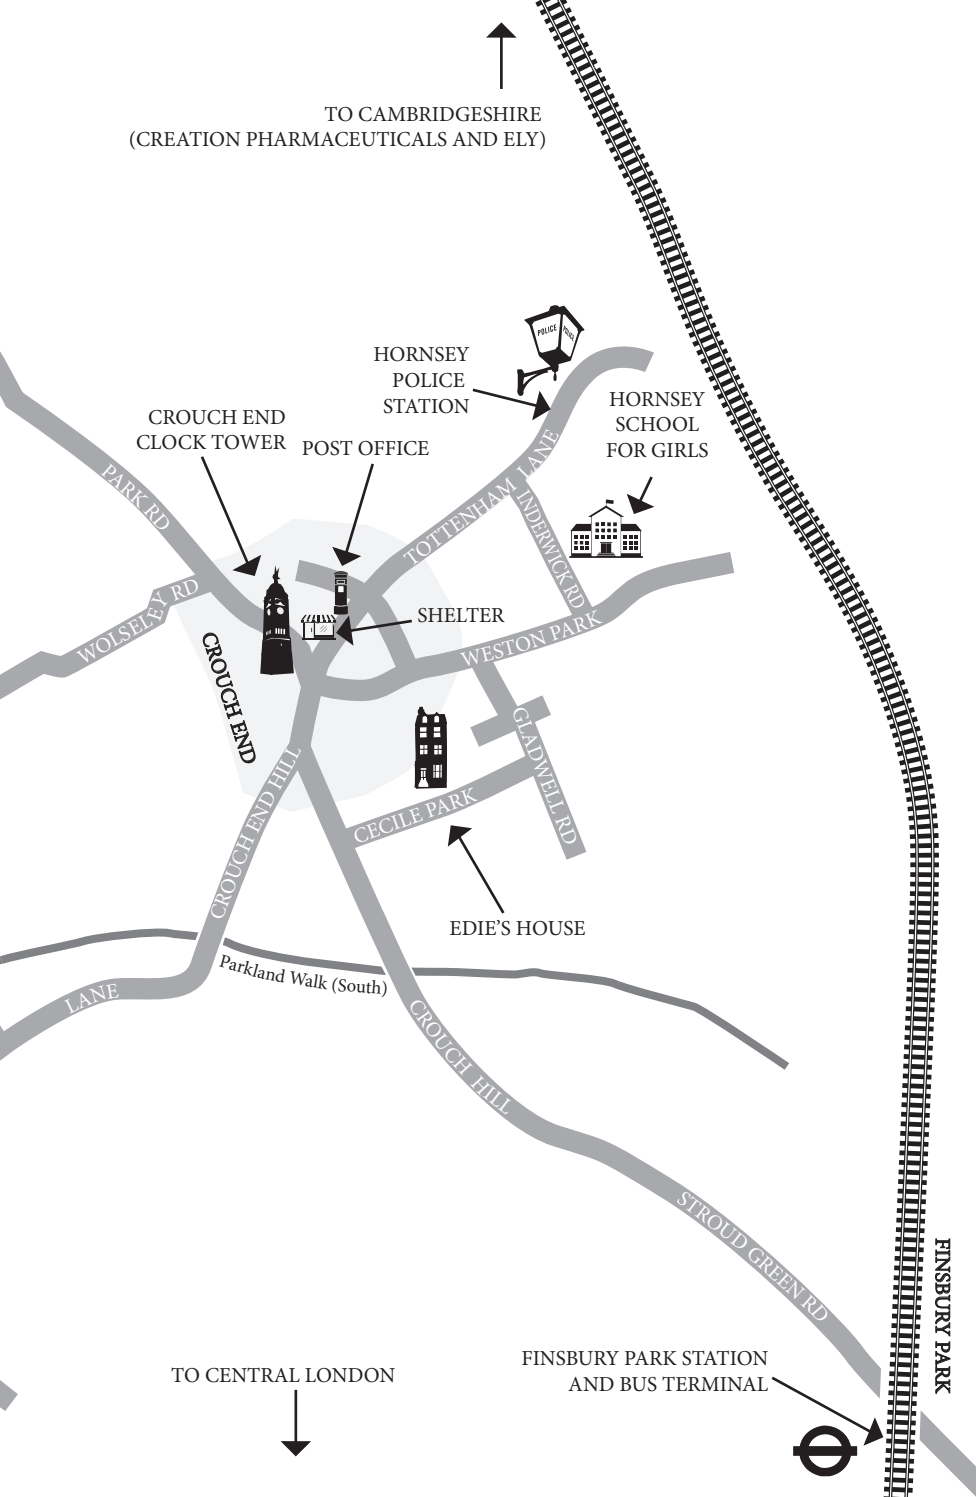 TO CAMBRIDGESHIRE
(CREATION PHARMACEUTICALS AND ELY)
POLICE
POLICE
HORNSEY
POLICE
STATION
HORNSEY
SCHOOL
FOR GIRLS
CROUCH END
CLOCK TOWER
POST OFFICE
PARK RD
TOTTENHAM LANE
INDERWICK RD
WOLSELEY RD
SHELTER
WESTON PARK
CROUCH END
GLADWELL RD
CROUCH END HILL
CECILE PARK
EDIE’S HOUSE
Parkland Walk (South)
LANE
CROUCH HILL
STROUD GREEN RD
FINSBURY PARK
FINSBURY PARK STATION
AND BUS TERMINAL
TO CENTRAL LONDON